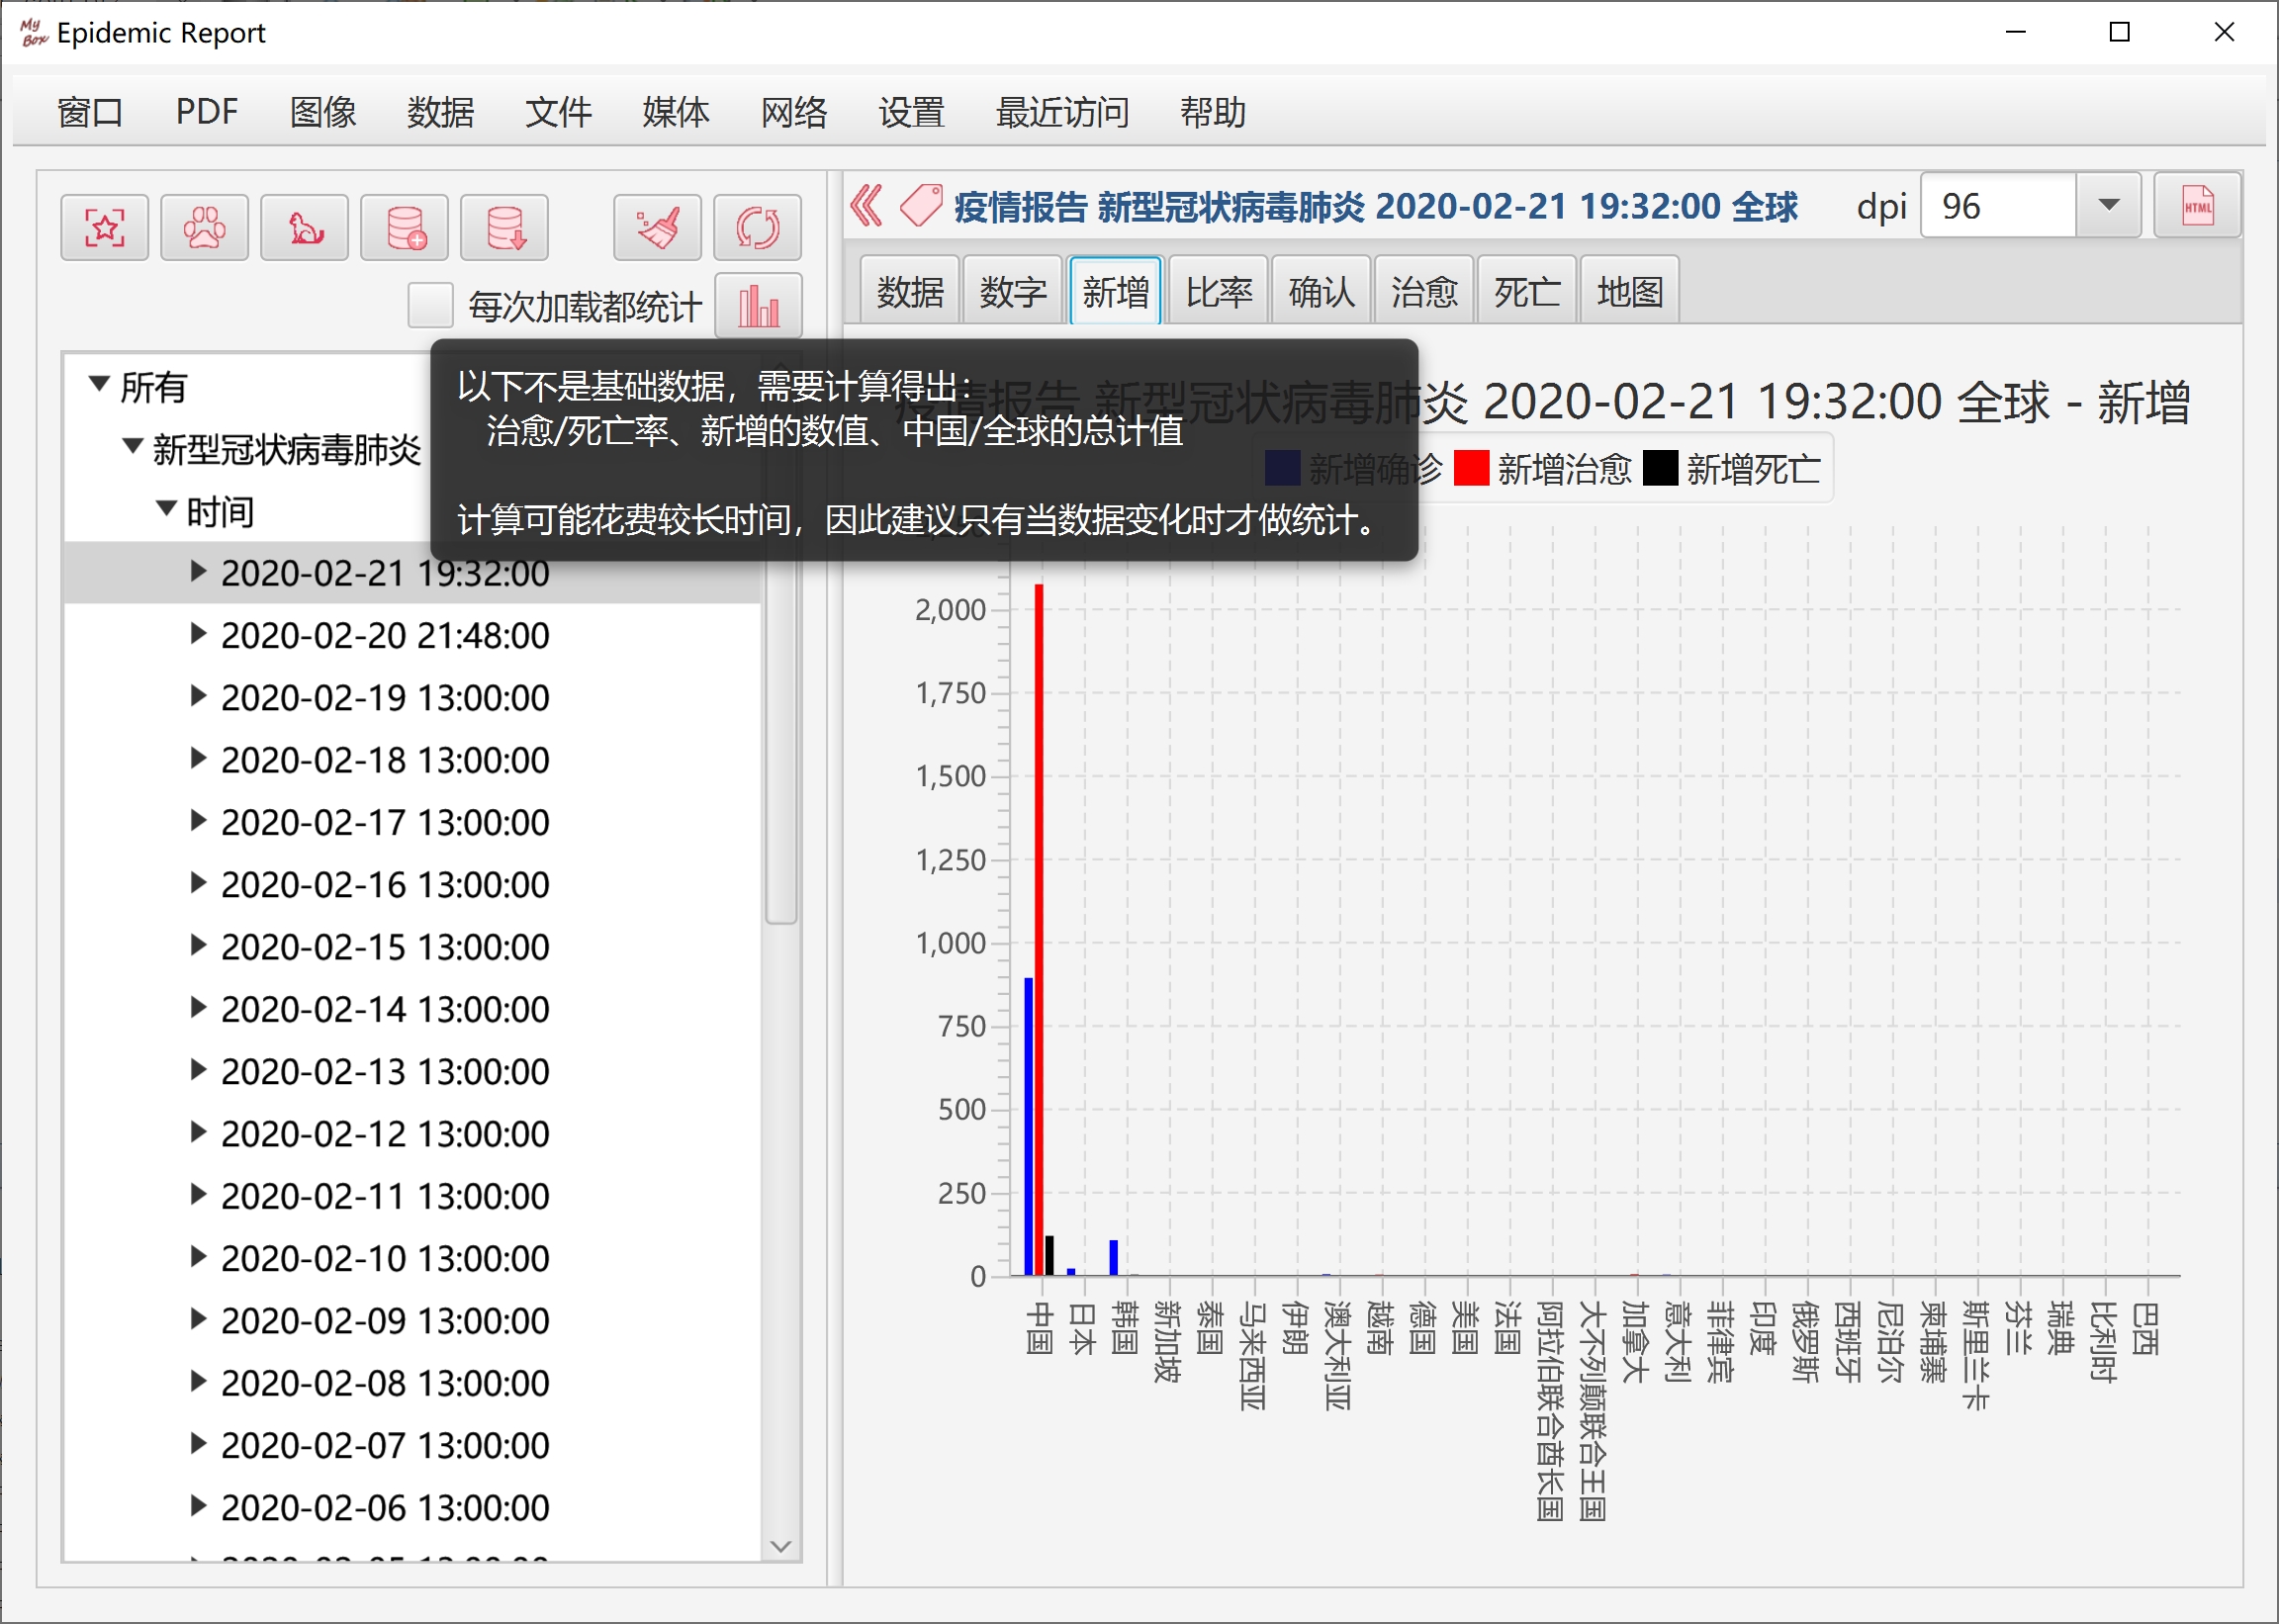 My Box Epidemic Report
窗口 PDF 图像 数据 文件 媒体 网络 设置 最近访问 帮助
疫情报告 新型冠状病毒肺炎 2020-02-21 19:32:00 全球 dpi 96 HTML
每次加载都统计
数据 数字 新增 比率 确认 治愈 死亡 地图
以下不是基础数据，需要计算得出：
治愈/死亡率、新增的数值、中国/全球的总计值
计算可能花费较长时间，因此建议只有当数据变化时才做统计。
所有
新型冠状病毒肺炎
时间
2020-02-21 19:32:00
2020-02-20 21:48:00
2020-02-19 13:00:00
2020-02-18 13:00:00
2020-02-17 13:00:00
2020-02-16 13:00:00
2020-02-15 13:00:00
2020-02-14 13:00:00
2020-02-13 13:00:00
2020-02-12 13:00:00
2020-02-11 13:00:00
2020-02-10 13:00:00
2020-02-09 13:00:00
2020-02-08 13:00:00
2020-02-07 13:00:00
2020-02-06 13:00:00
疫情报告 新型冠状病毒肺炎 2020-02-21 19:32:00 全球 - 新增
新增确诊 新增治愈 新增死亡
2,000
1,750
1,500
1,250
1,000
750
500
250
0
中国
日本
韩国
新加坡
泰国
马来西亚
伊朗
澳大利亚
越南
德国
美国
法国
阿拉伯联合酋长国
大不列颠联合王国
加拿大
意大利
菲律宾
印度
俄罗斯
西班牙
尼泊尔
柬埔寨
斯里兰卡
芬兰
瑞典
比利时
巴西